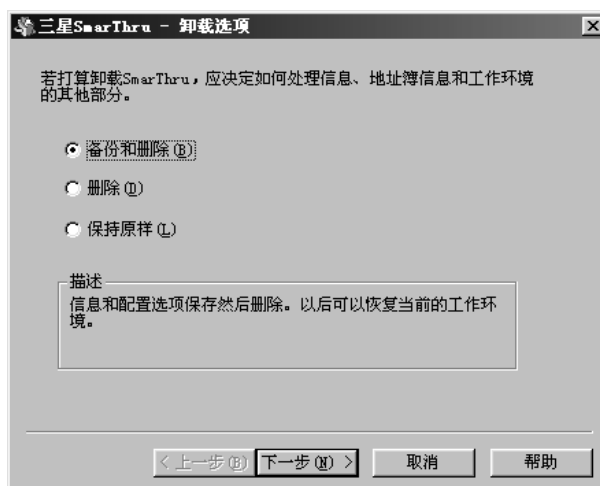 三星SmarThru - 卸载选项
若打算卸载SmarThru，应决定如何处理信息、地址簿信息和工作环境
的其他部分。
备份和删除(B)
删除(D)
保持原样(L)
描述
信息和配置选项保存然后删除。以后可以恢复当前的工作环
境。
< 上一步(B) 下一步(N) > 取消 帮助